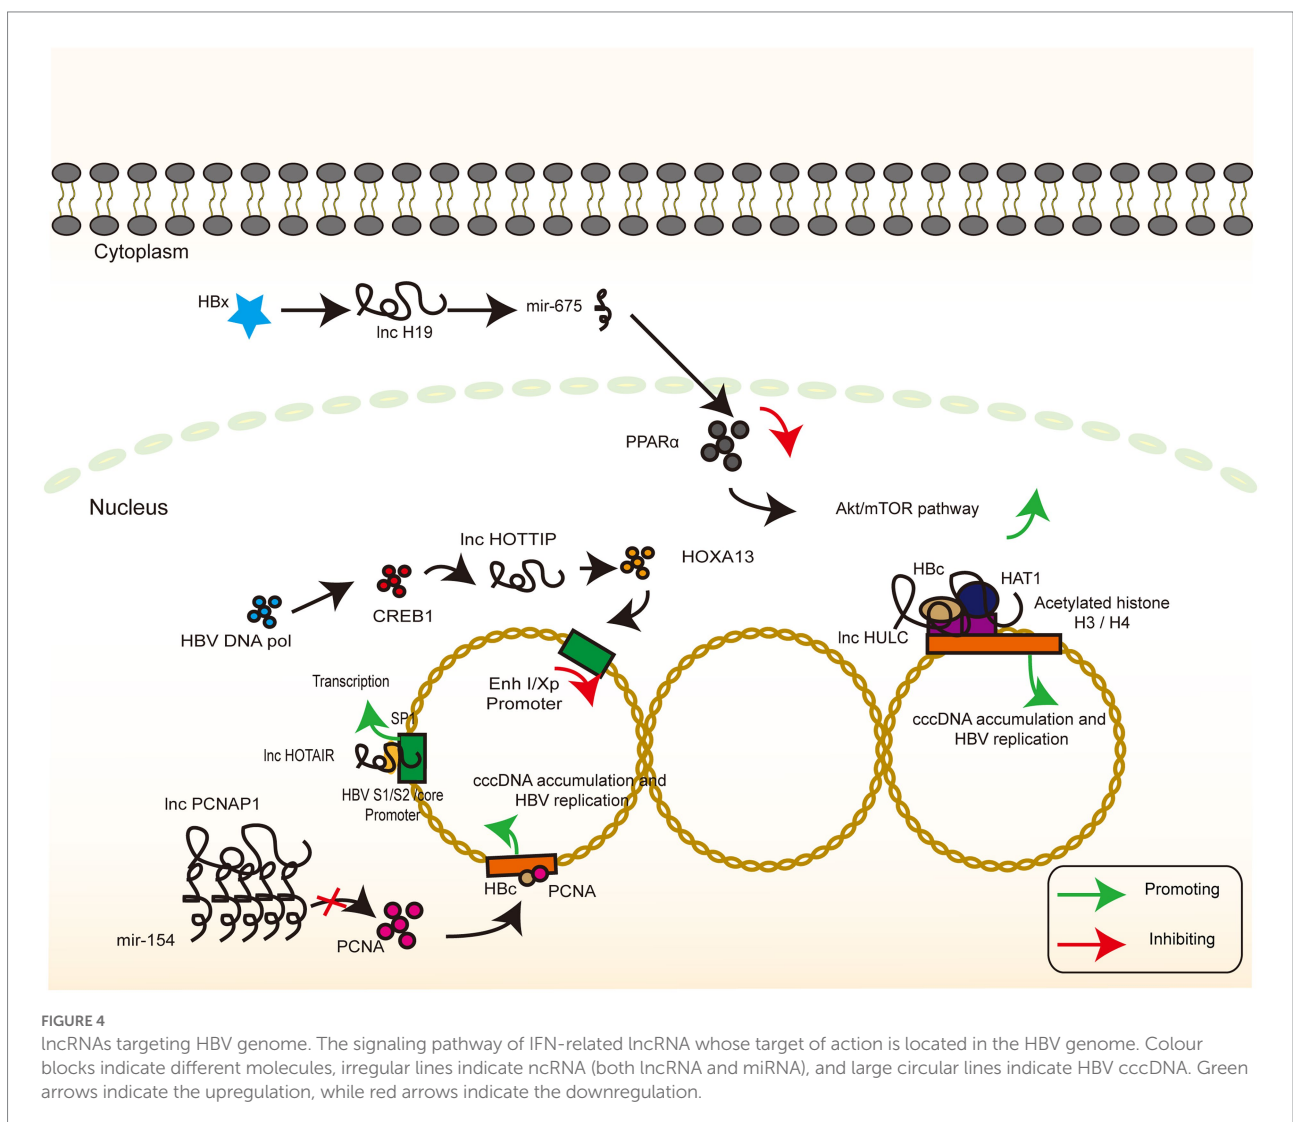 Cytoplasm
HBx
lnc H19
mir-675
PPARα
Nucleus
Akt/mTOR pathway
lnc HOTTIP
HOXA13
CREB1
HBV DNA pol
HBc
HAT1
Acetylated histone
H3 / H4
lnc HULC
Enh I/Xp
Promoter
Transcription
SP1
lnc HOTAIR
HBV S1/S2 /core
Promoter
cccDNA accumulation and
HBV replication
cccDNA accumulation and
HBV replication
lnc PCNAP1
mir-154
PCNA
HBc
PCNA
Promoting
Inhibiting
FIGURE 4
lncRNAs targeting HBV genome. The signaling pathway of IFN-related lncRNA whose target of action is located in the HBV genome. Colour
blocks indicate different molecules, irregular lines indicate ncRNA (both lncRNA and miRNA), and large circular lines indicate HBV cccDNA. Green
arrows indicate the upregulation, while red arrows indicate the downregulation.